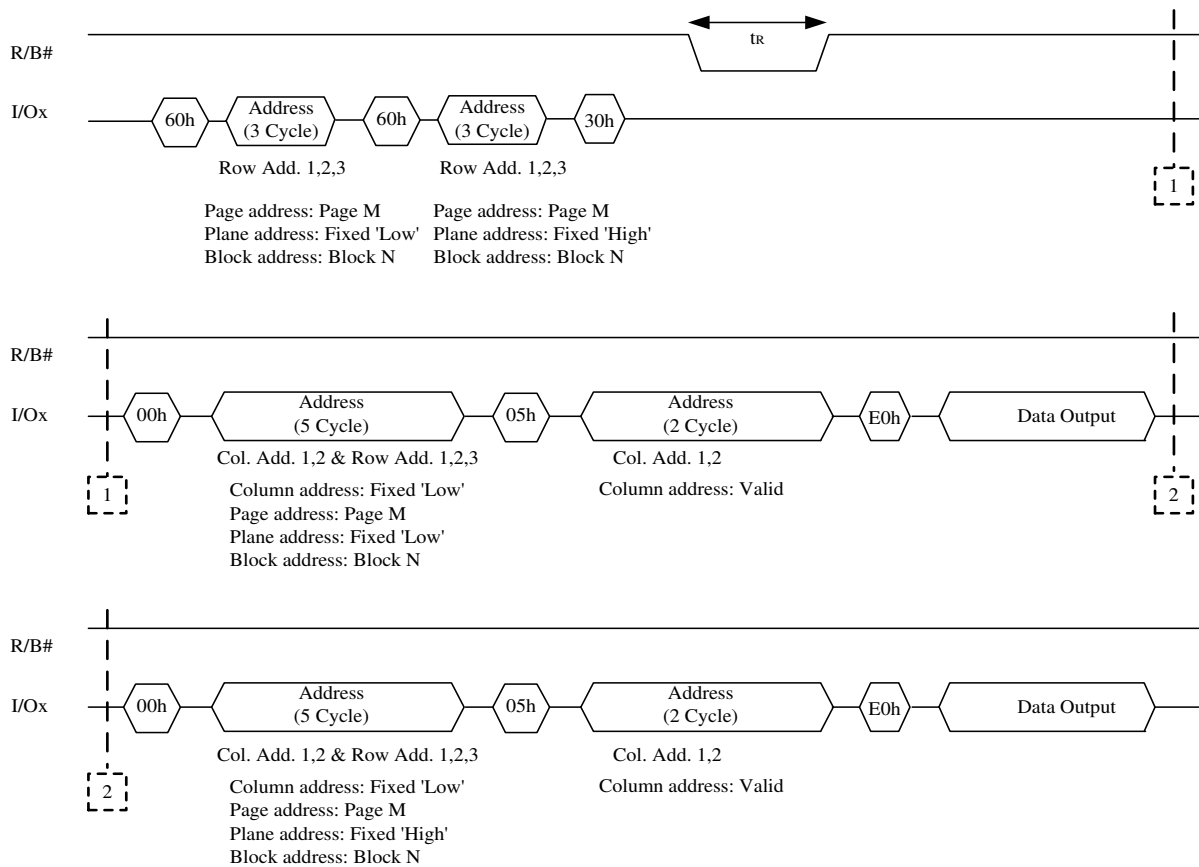 tR
R/B#
I/Ox
60h
Address
(3 Cycle)
60h
Address
(3 Cycle)
30h
Row Add. 1,2,3
Row Add. 1,2,3
1
Page address: Page M
Plane address: Fixed 'Low'
Block address: Block N
Page address: Page M
Plane address: Fixed 'High'
Block address: Block N
R/B#
I/Ox
00h
Address
(5 Cycle)
05h
Address
(2 Cycle)
E0h
Data Output
Col. Add. 1,2 & Row Add. 1,2,3
Col. Add. 1,2
1
Column address: Fixed 'Low'
Page address: Page M
Plane address: Fixed 'Low'
Block address: Block N
Column address: Valid
2
R/B#
I/Ox
00h
Address
(5 Cycle)
05h
Address
(2 Cycle)
E0h
Data Output
Col. Add. 1,2 & Row Add. 1,2,3
Col. Add. 1,2
2
Column address: Fixed 'Low'
Page address: Page M
Plane address: Fixed 'High'
Block address: Block N
Column address: Valid